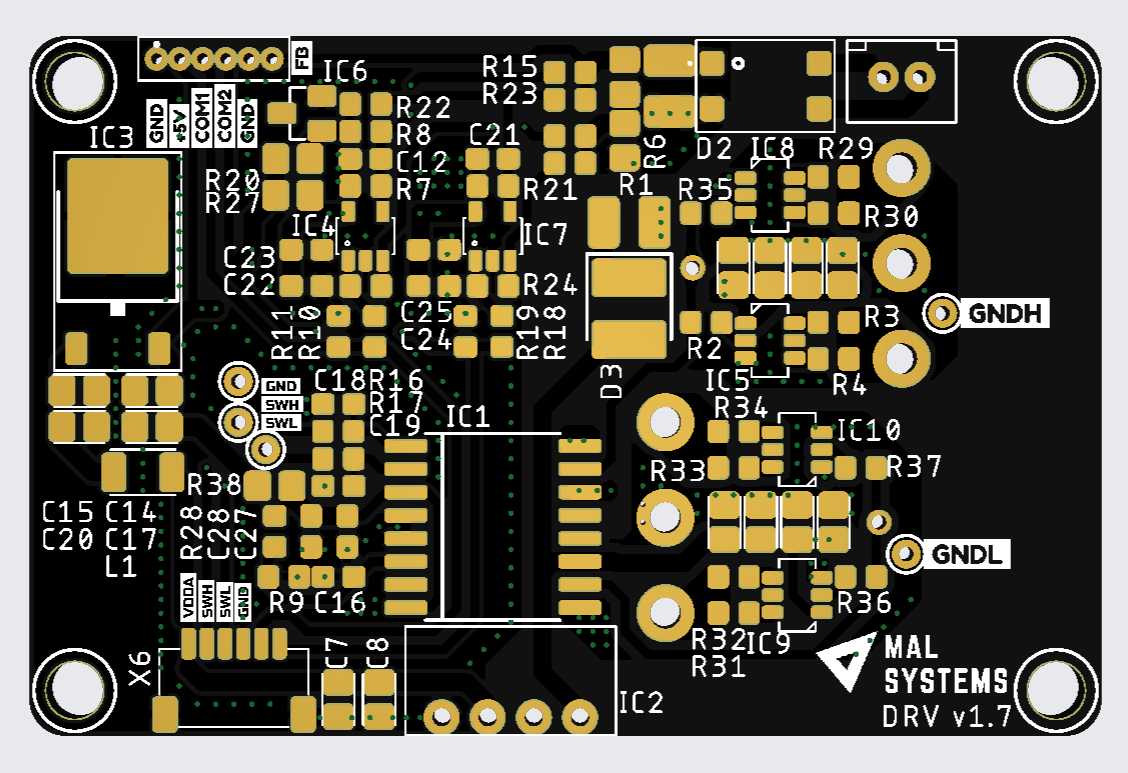 FB
IC6
R15
R23
GND
+5V
COM1
COM2
GND
R22
R8
C21
R6
D2
IC8
R29
IC3
C12
R20
R27
R7
R21
R1
R35
R30
IC4
IC7
C23
C22
R24
R11
R10
C25
C24
R19
R18
R3
GNDH
R2
R4
IC5
D3
GND
SWH
SWL
C18
R16
R17
C19
IC1
R34
IC10
R33
R37
R38
C15
C14
C20
C17
L1
R28
C28
C27
GNDL
VDDA
SWH
SWL
GND
R9
C16
R36
R32
IC9
R31
X6
C7
C8
IC2
MAL
SYSTEMS
DRV v1.7